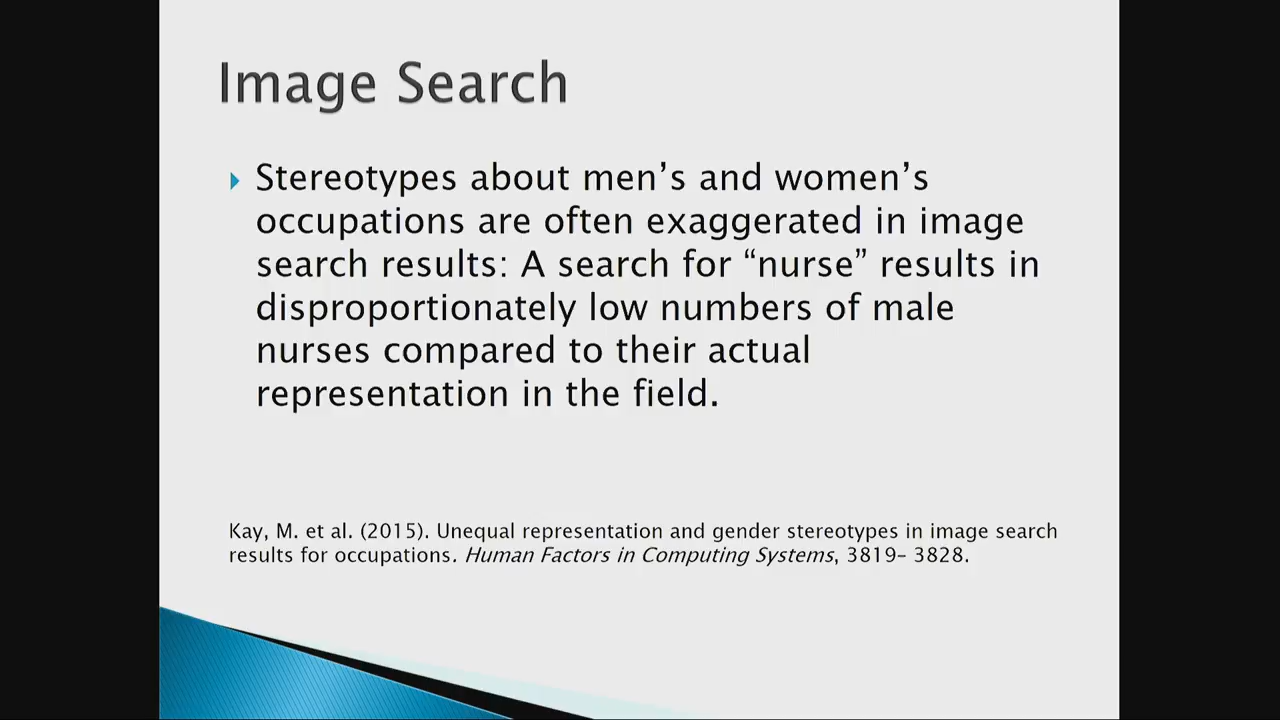 Image Search
Stereotypes about men’s and women’s
occupations are often exaggerated in image
search results: A search for “nurse” results in
disproportionately low numbers of male
nurses compared to their actual
representation in the field.
Kay, M. et al. (2015). Unequal representation and gender stereotypes in image search
results for occupations. Human Factors in Computing Systems, 3819– 3828.